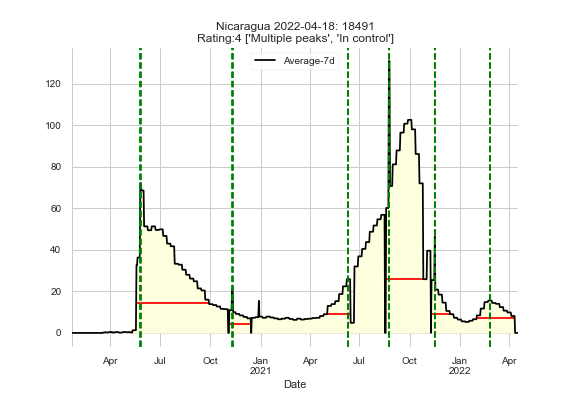 Nicaragua 2022-04-18: 18491
Rating:4 ['Multiple peaks', 'In control']
Average-7d
120
100
80
60
40
20
0
Apr Jul Oct Jan Apr Jul Oct Jan Apr
2021 2022
Date